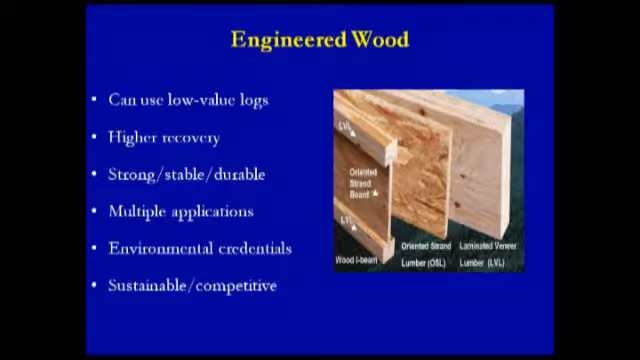 Engineered Wood
Can use low-value logs
Higher recovery
Strong/stable/durable
Multiple applications
Environmental credentials
Sustainable/competitive
LVL
Oriented
Strand
Board
LVL
Wood I-beam
Oriented Strand
Lumber (OSL)
Laminated Veneer
Lumber (LVL)